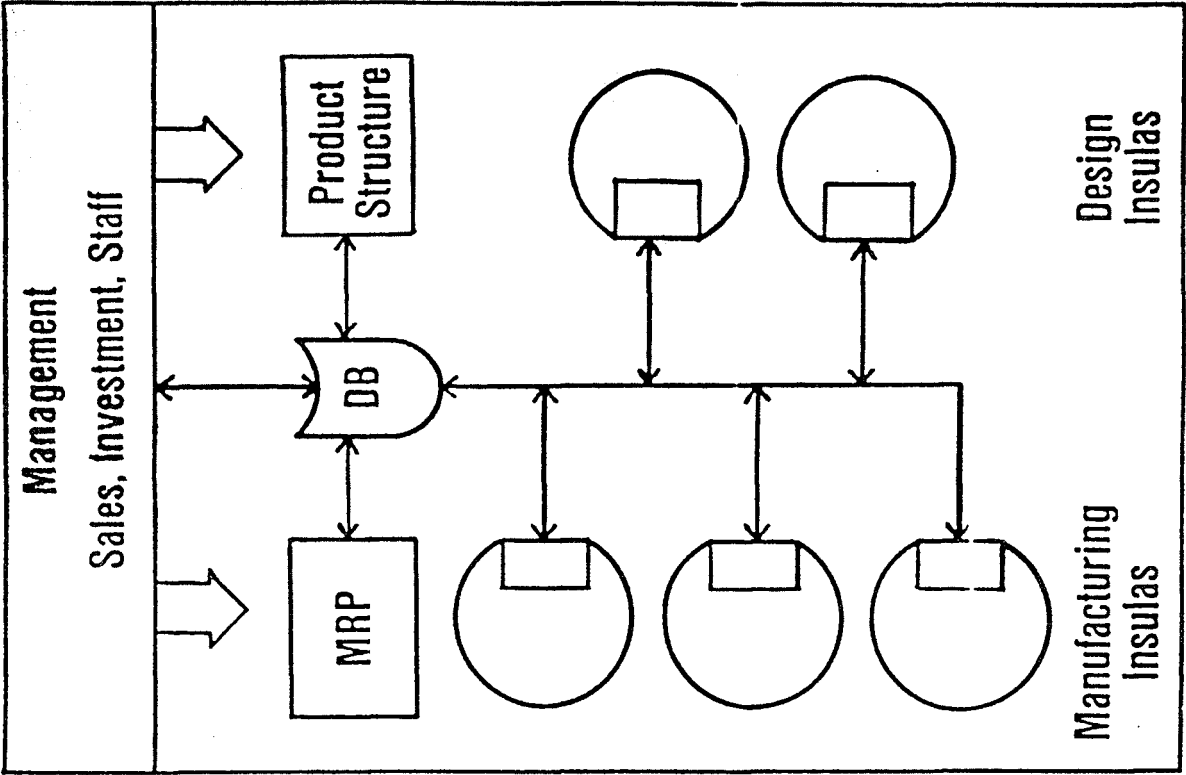 Management
Sales, Investment, Staff
MRP
DB
Product
Structure
Manufacturing
Insulas
Design
Insulas